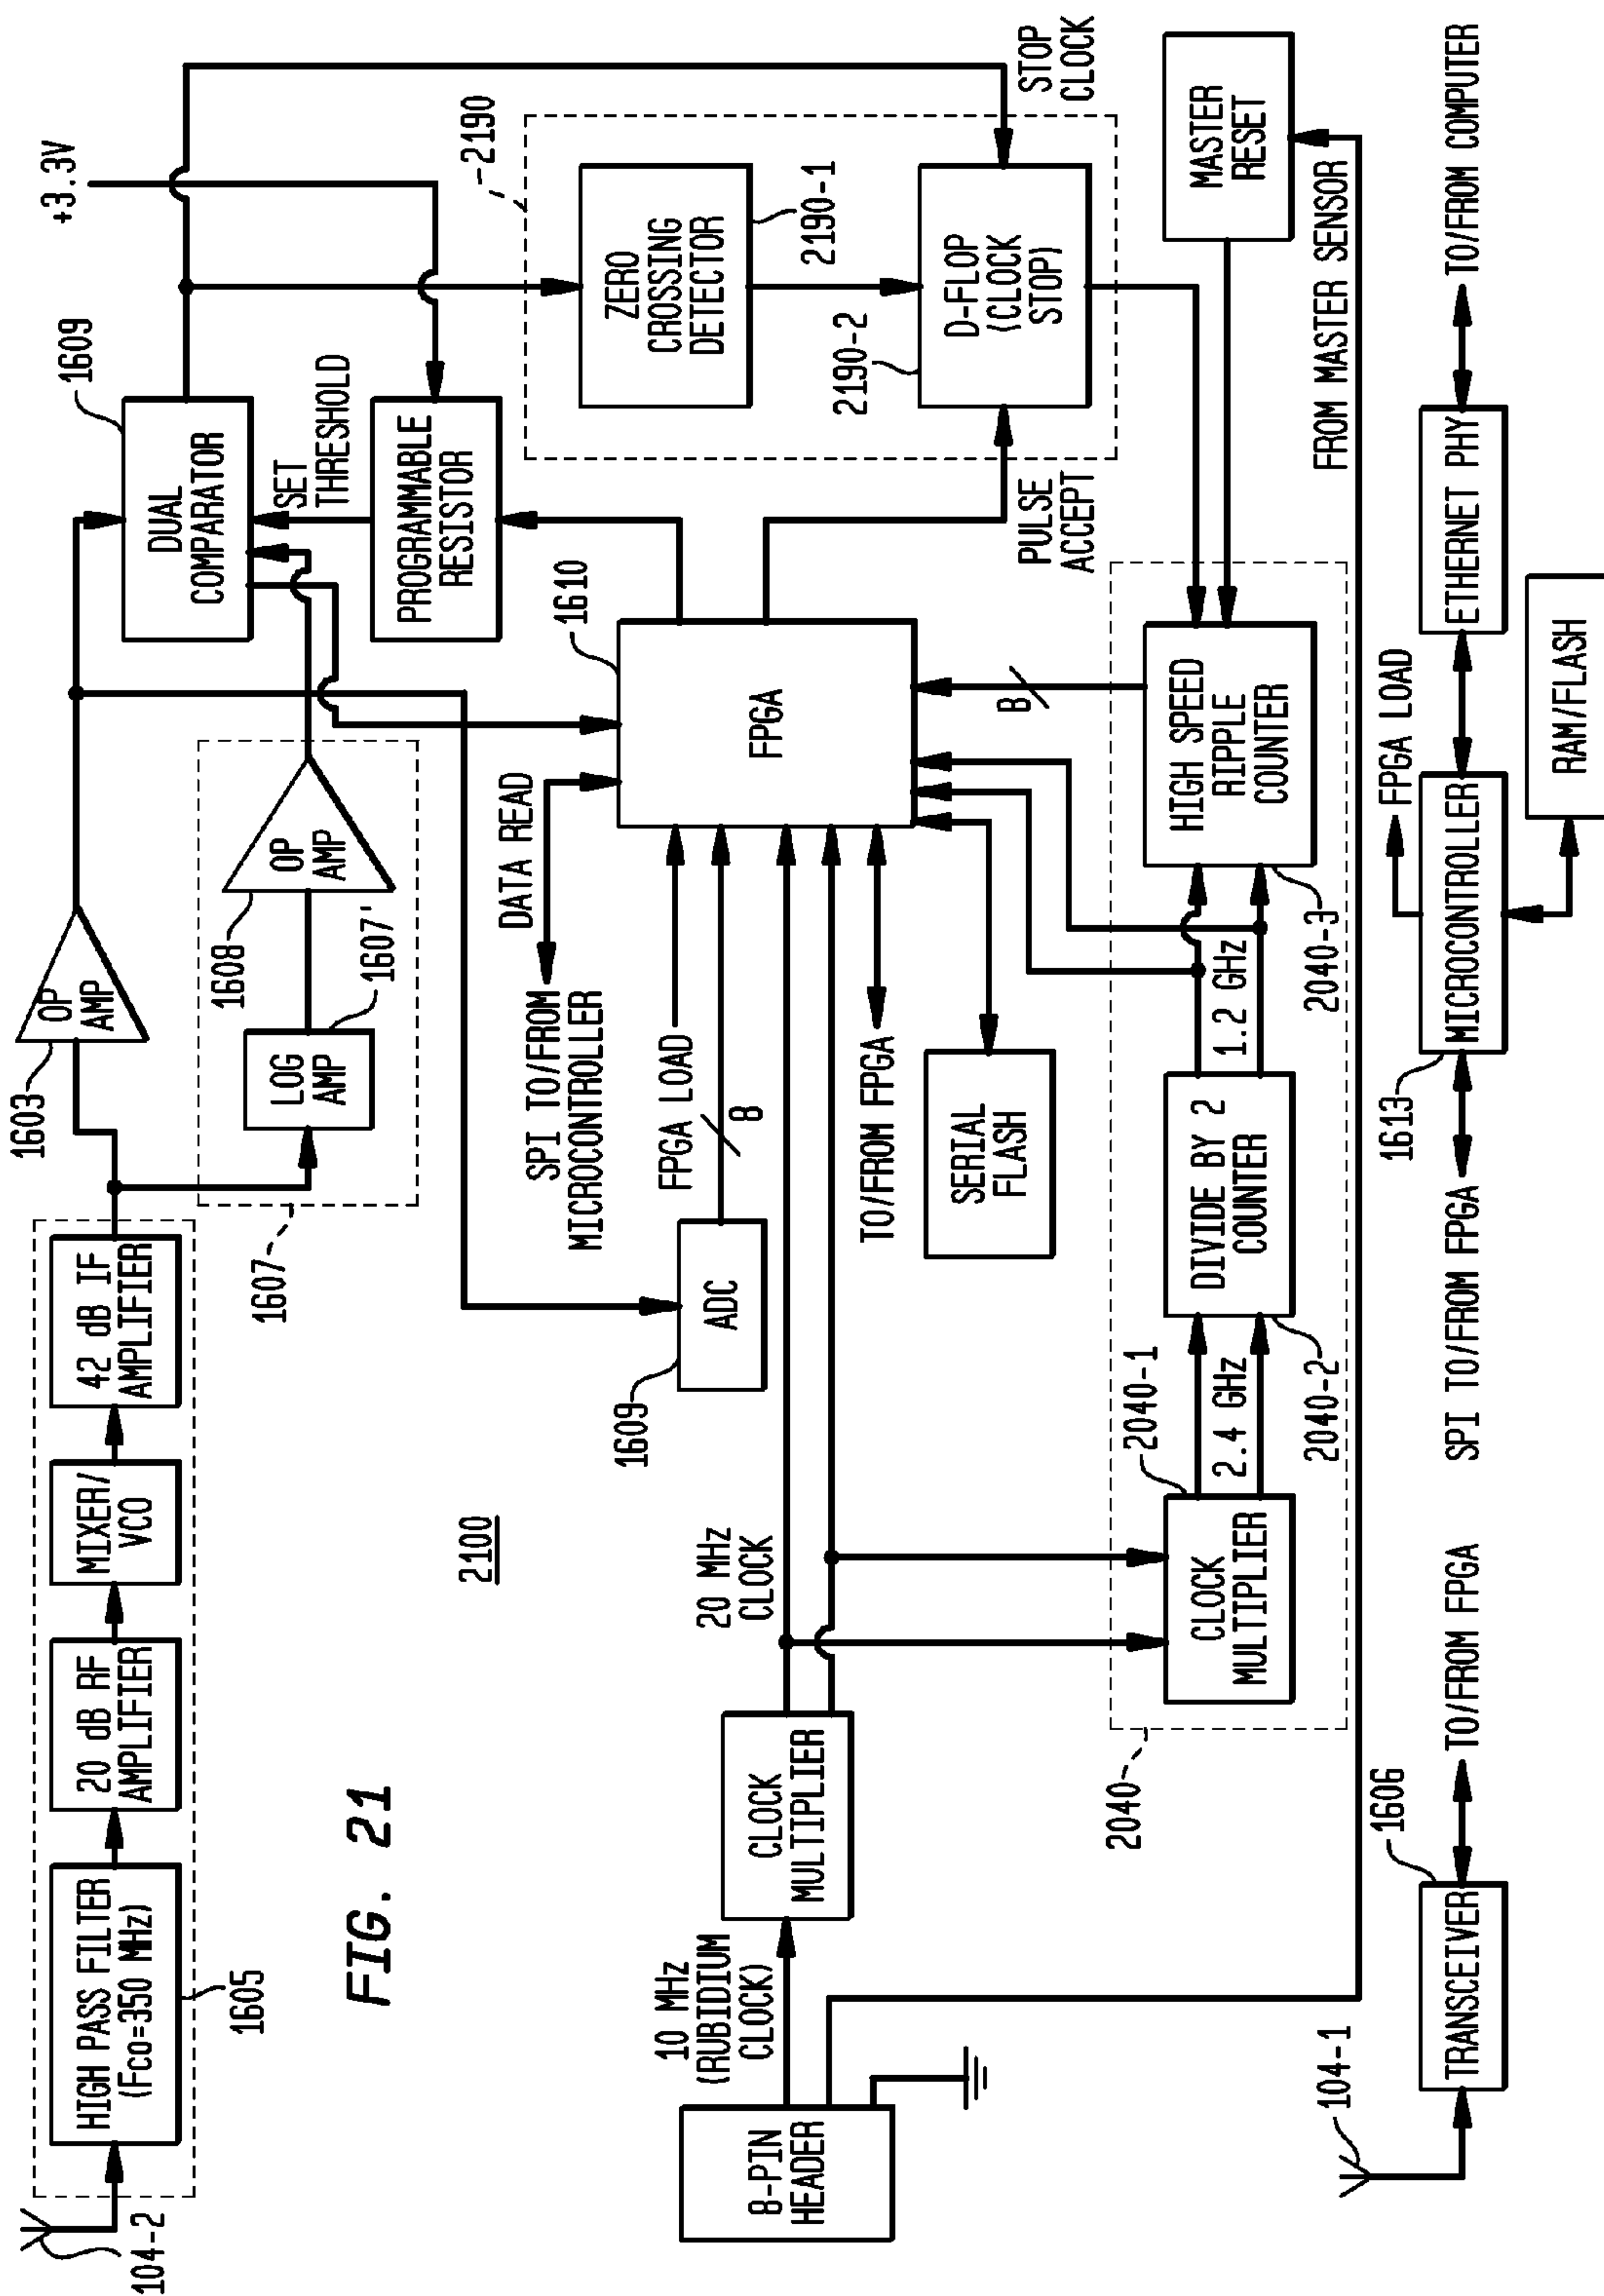 104-2
HIGH PASS FILTER
(Fco=350 MHz)
1605
20 dB RF
AMPLIFIER
MIXER/
VCO
42 dB IF
AMPLIFIER
1603
OP
AMP
1607
LOG
AMP
1607'
1608
OP
AMP
1609
DUAL
COMPARATOR
SET
THRESHOLD
+3.3V
PROGRAMMABLE
RESISTOR
2190
ZERO
CROSSING
DETECTOR
2190-1
2190-2
D-FLOP
(CLOCK
STOP)
STOP
CLOCK
PULSE
ACCEPT
FIG. 21
2100
DATA READ
SPI TO/FROM
MICROCONTROLLER
1610
FPGA
FPGA LOAD
8
1609
ADC
TO/FROM FPGA
SERIAL
FLASH
8-PIN
HEADER
10 MHz
(RUBIDIUM
CLOCK)
CLOCK
MULTIPLIER
20 MHz
CLOCK
2040
CLOCK
MULTIPLIER
2040-1
2.4 GHz
DIVIDE BY 2
COUNTER
2040-2
1.2 GHz
HIGH SPEED
RIPPLE
COUNTER
2040-3
8
MASTER
RESET
FROM MASTER SENSOR
104-1
TRANSCEIVER
1606
TO/FROM FPGA
SPI TO/FROM FPGA
1613
MICROCONTROLLER
FPGA LOAD
RAM/FLASH
ETHERNET PHY
TO/FROM COMPUTER